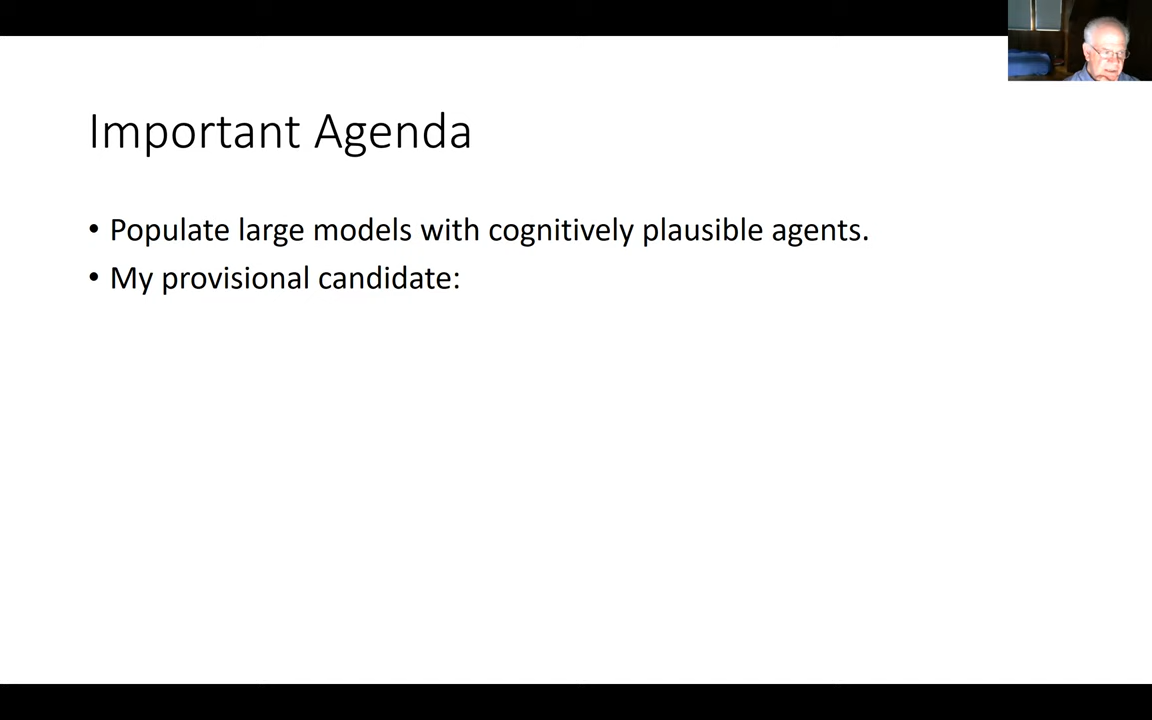 Important Agenda
• Populate large models with cognitively plausible agents.
• My provisional candidate: